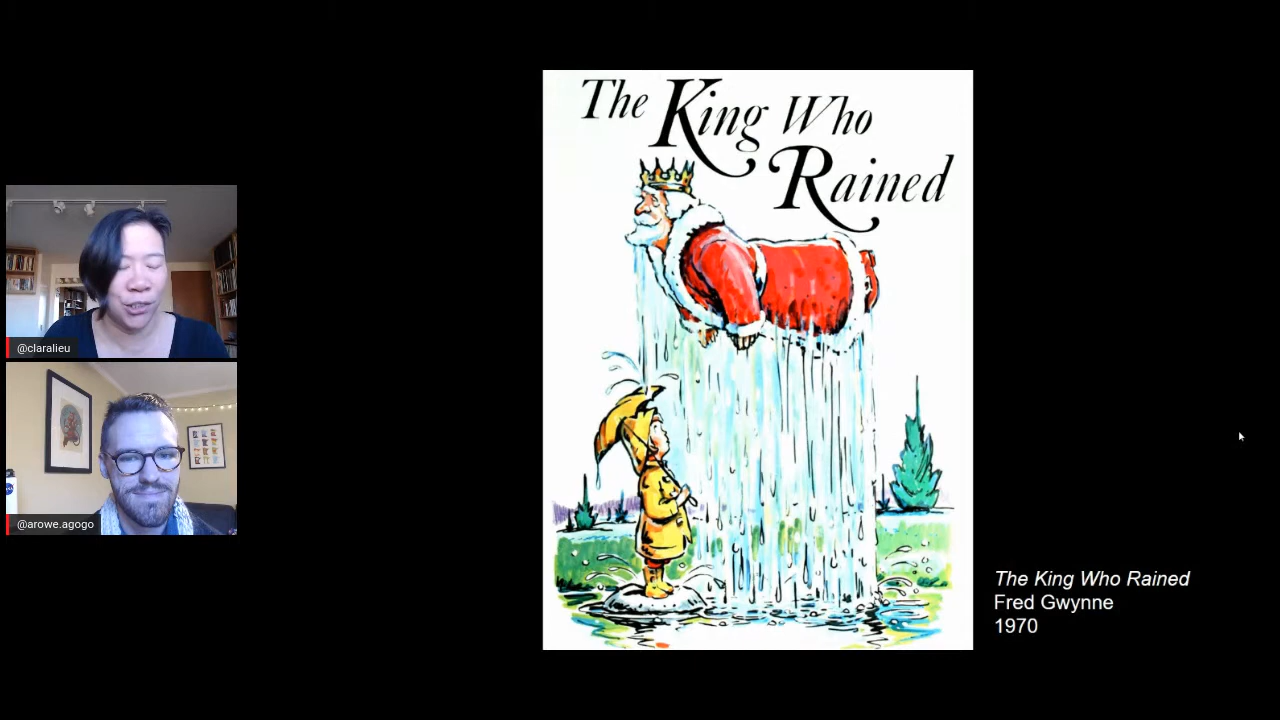 The King Who
Rained
@claralieu
@arowe.agogo
The King Who Rained
Fred Gwynne
1970